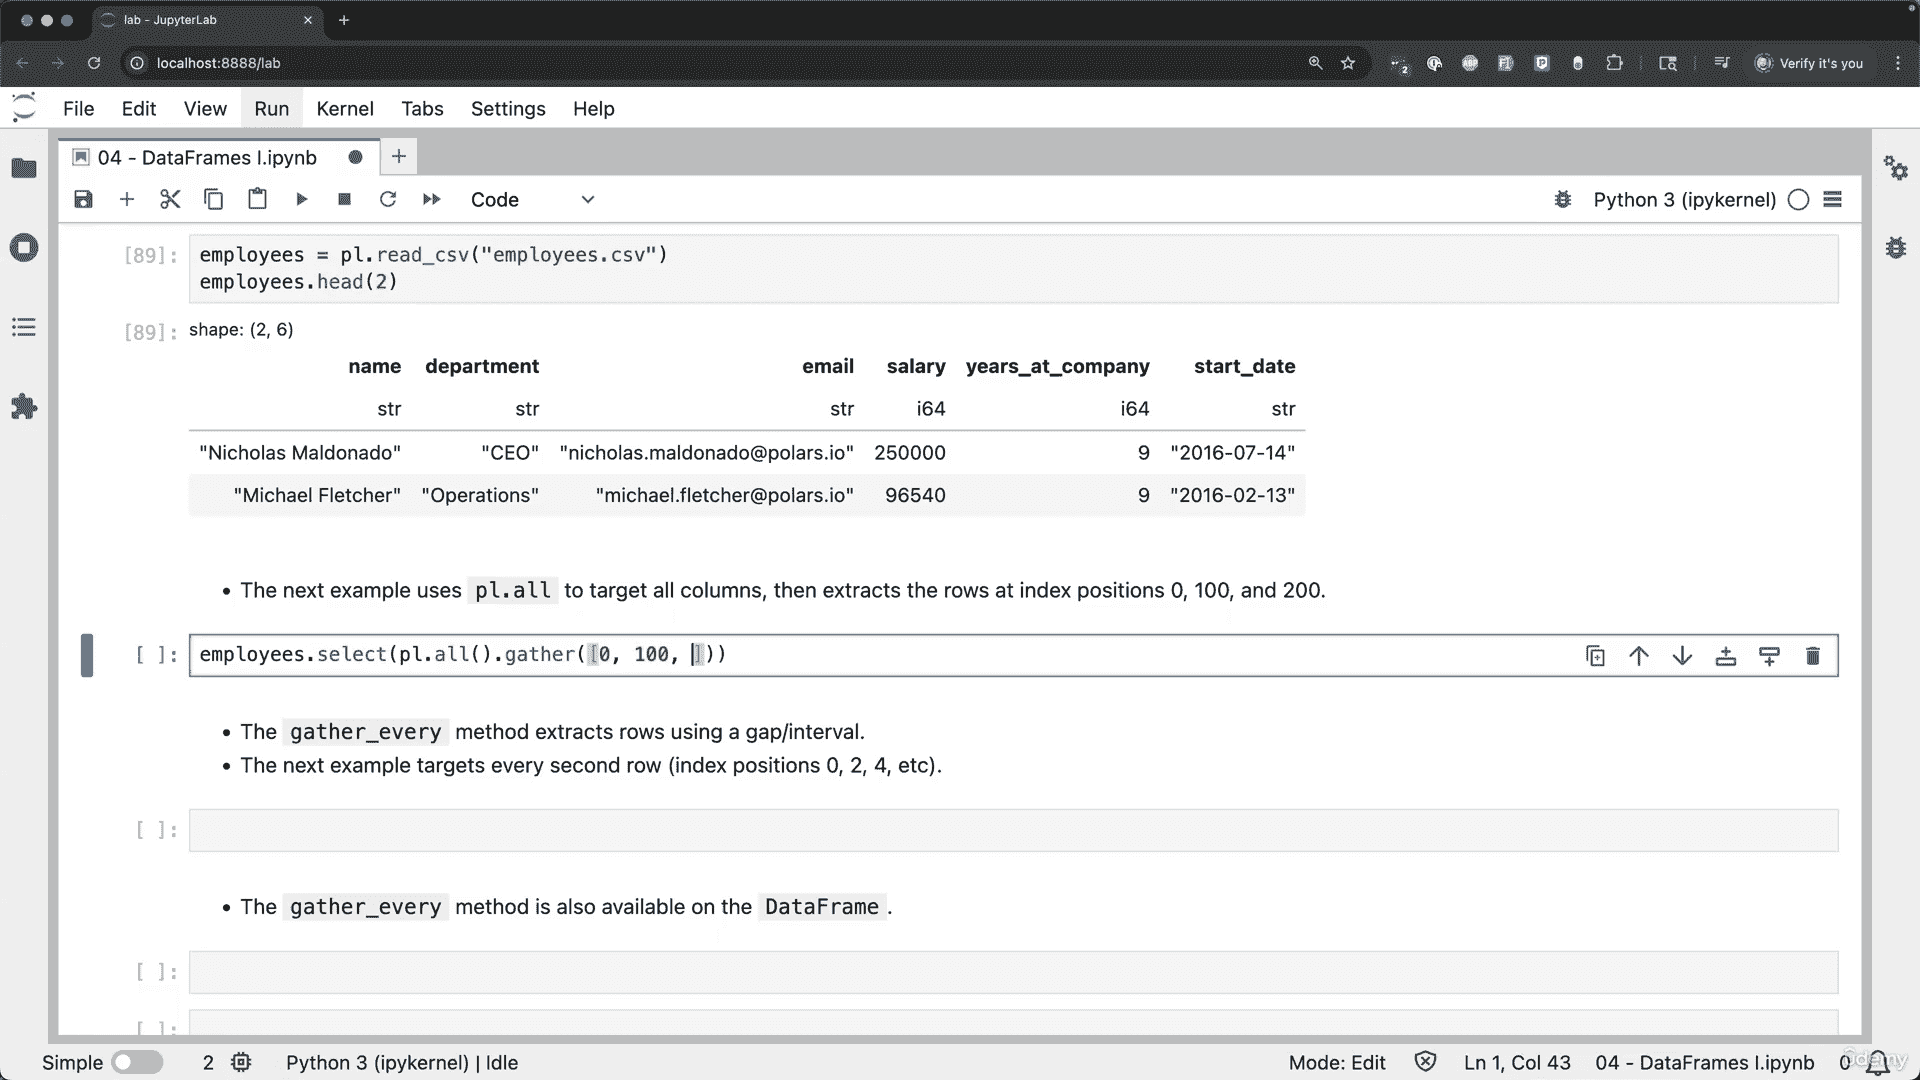 lab - JupyterLab
localhost:8888/lab
2
Verify it's you
File Edit View Run Kernel Tabs Settings Help
04 - DataFrames I.ipynb
Code
Python 3 (ipykernel)
[89]: employees = pl.read_csv("employees.csv")
employees.head(2)
[89]: shape: (2, 6)
name department email salary years_at_company start_date
str str str i64 i64 str
"Nicholas Maldonado" "CEO" "nicholas.maldonado@polars.io" 250000 9 "2016-07-14"
"Michael Fletcher" "Operations" "michael.fletcher@polars.io" 96540 9 "2016-02-13"
• The next example uses pl.all to target all columns, then extracts the rows at index positions 0, 100, and 200.
[ ]: employees.select(pl.all().gather([0, 100, ]))
• The gather_every method extracts rows using a gap/interval.
• The next example targets every second row (index positions 0, 2, 4, etc).
[ ]:
• The gather_every method is also available on the DataFrame.
[ ]:
[ ]:
Simple 2 Python 3 (ipykernel) | Idle Mode: Edit Ln 1, Col 43 04 - DataFrames I.ipynb 0
Udemy